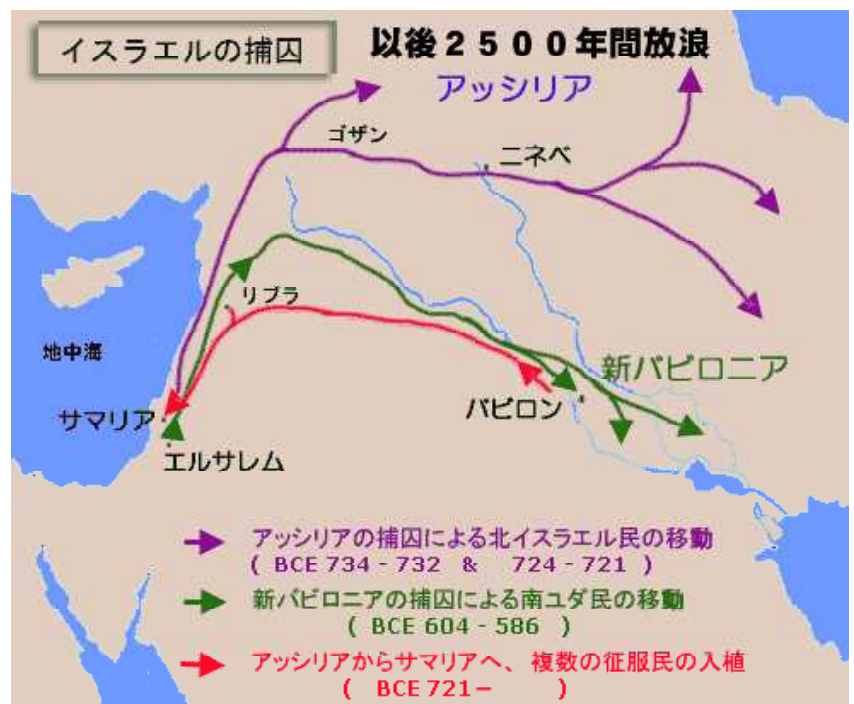 イスラエルの捕囚
以後２５００年間放浪
アッシリア
ゴザン
ニネベ
リブラ
地中海
新バビロニア
バビロン
サマリア
エルサレム
アッシリアの捕囚による北イスラエル民の移動
( BCE 734 - 732 & 724 - 721 )
新バビロニアの捕囚による南ユダ民の移動
( BCE 604 - 586 )
アッシリアからサマリアへ、複数の征服民の入植
( BCE 721 − )